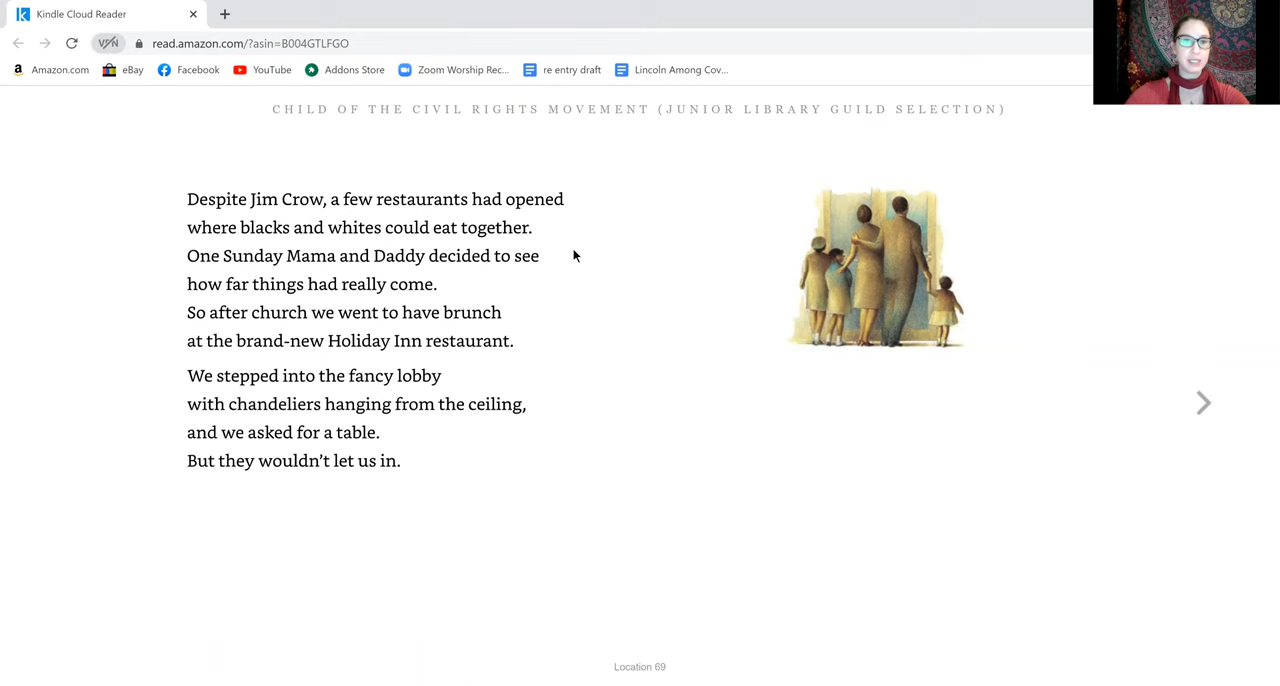 Kindle Cloud Reader
VPN
read.amazon.com/?asin=B004GTLFGO
a Amazon.com eBay Facebook YouTube Addons Store Zoom Worship Rec... re entry draft Lincoln Among Cov...
CHILD OF THE CIVIL RIGHTS MOVEMENT (JUNIOR LIBRARY GUILD SELECTION)
Despite Jim Crow, a few restaurants had opened
where blacks and whites could eat together.
One Sunday Mama and Daddy decided to see
how far things had really come.
So after church we went to have brunch
at the brand-new Holiday Inn restaurant.
We stepped into the fancy lobby
with chandeliers hanging from the ceiling,
and we asked for a table.
But they wouldn’t let us in.
Location 69